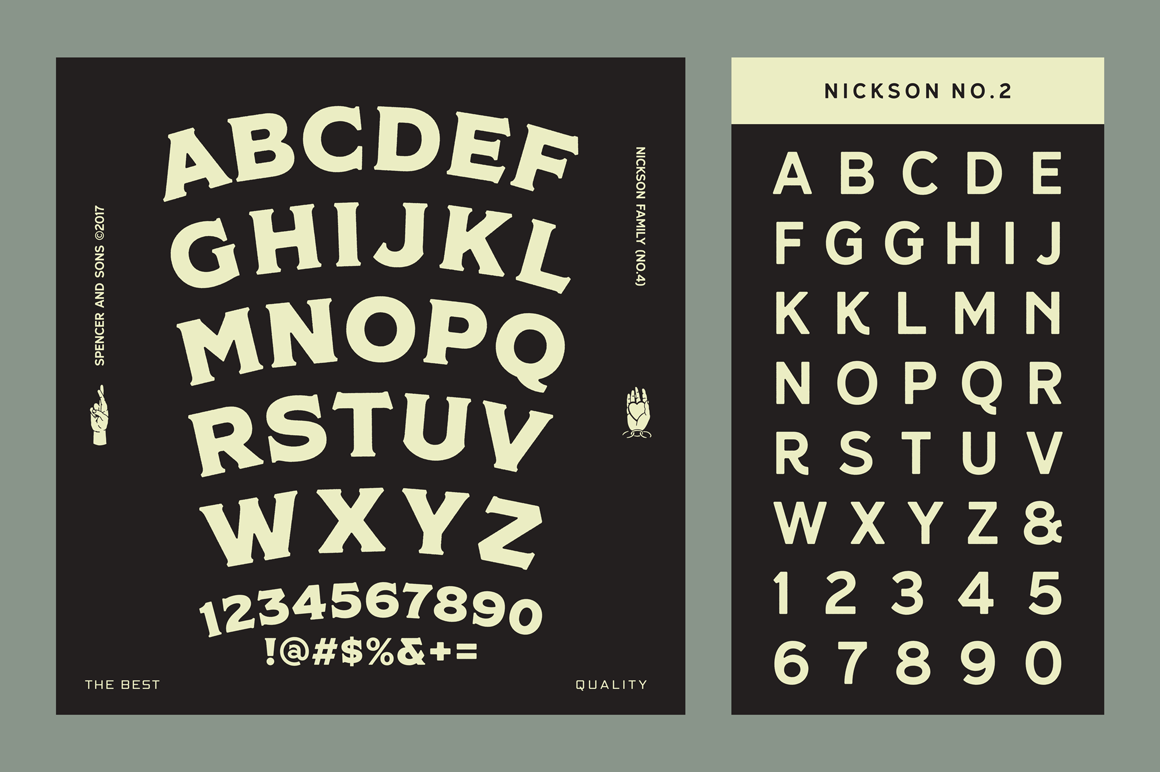 ABCDEF
GHIJKL
MNOPQ
RSTUV
WXYZ
1234567890
!@#$%&+=
SPENCER AND SONS ©2017
NICKSON FAMILY (NO.4)
THE BEST
QUALITY
NICKSON NO.2
A B C D E
F G G H I J
K K L M N
N O P Q R
R S T U V
W X Y Z &
1 2 3 4 5
6 7 8 9 0